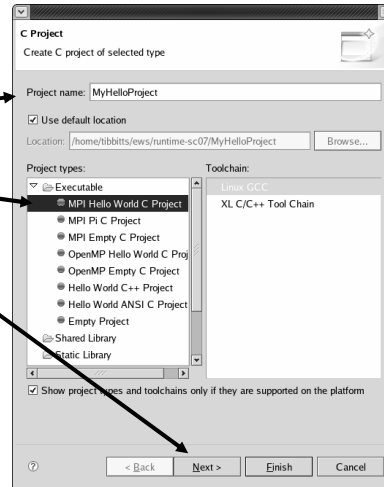 C Project
Create C project of selected type
Project name: MyHelloProject
Use default location
Location: /home/tibbitts/ews/runtime-sc07/MyHelloProject Browse...
Project types: Toolchain:
Executable Linux GCC
MPI Hello World C Project XL C/C++ Tool Chain
MPI Pi C Project
MPI Empty C Project
OpenMP Hello World C Proj
OpenMP Empty C Project
Hello World C++ Project
Hello World ANSI C Project
Empty Project
Shared Library
Static Library
Show project types and toolchains only if they are supported on the platform
? < Back Next > Finish Cancel